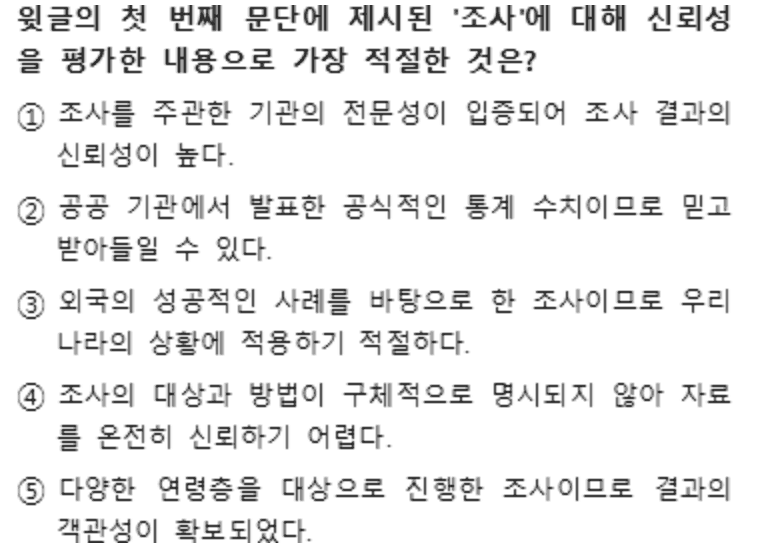 윗글의 첫 번째 문단에 제시된 '조사'에 대해 신뢰성
을 평가한 내용으로 가장 적절한 것은?
① 조사를 주관한 기관의 전문성이 입증되어 조사 결과의
신뢰성이 높다.
② 공공 기관에서 발표한 공식적인 통계 수치이므로 믿고
받아들일 수 있다.
③ 외국의 성공적인 사례를 바탕으로 한 조사이므로 우리
나라의 상황에 적용하기 적절하다.
④ 조사의 대상과 방법이 구체적으로 명시되지 않아 자료
를 온전히 신뢰하기 어렵다.
⑤ 다양한 연령층을 대상으로 진행한 조사이므로 결과의
객관성이 확보되었다.